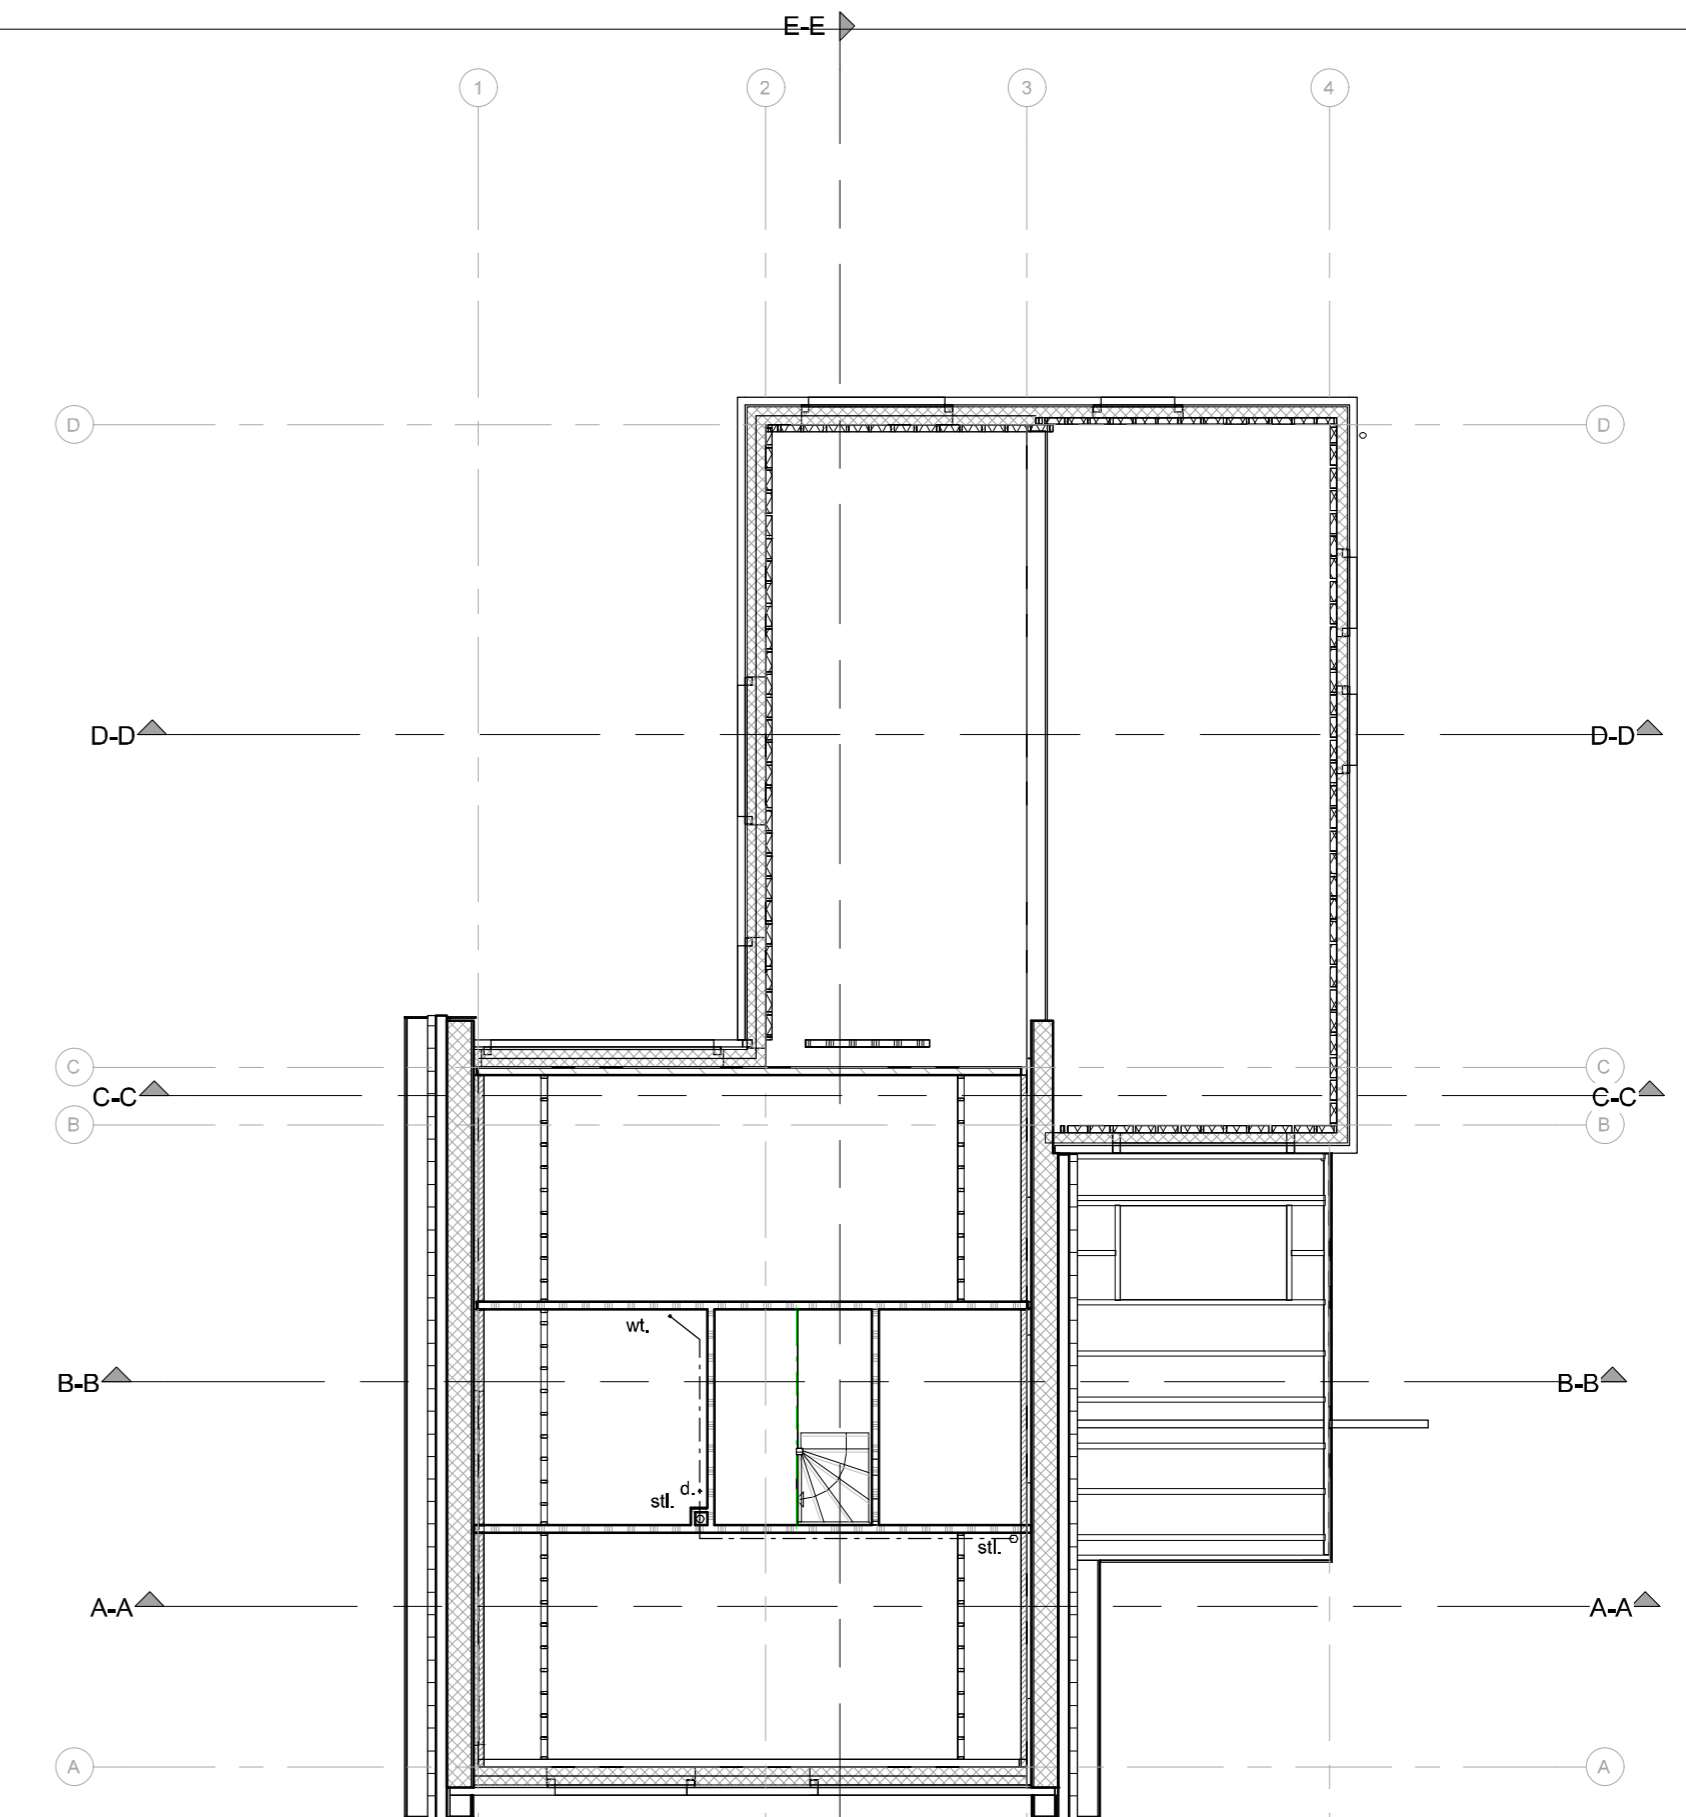 E-E
1 2 3 4
D D
D-D D-D
C C
C-C C-C
B B
wt.
B-B B-B
d.
stl.
stl.
A-A A-A
A A